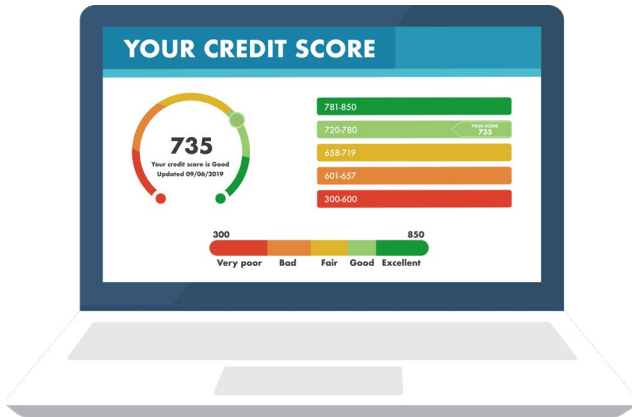 YOUR CREDIT SCORE
735
Your credit score is Good
Updated 09/06/2019
781-850
720-780
YOUR SCORE
735
658-719
601-657
300-600
300 850
Very poor Bad Fair Good Excellent